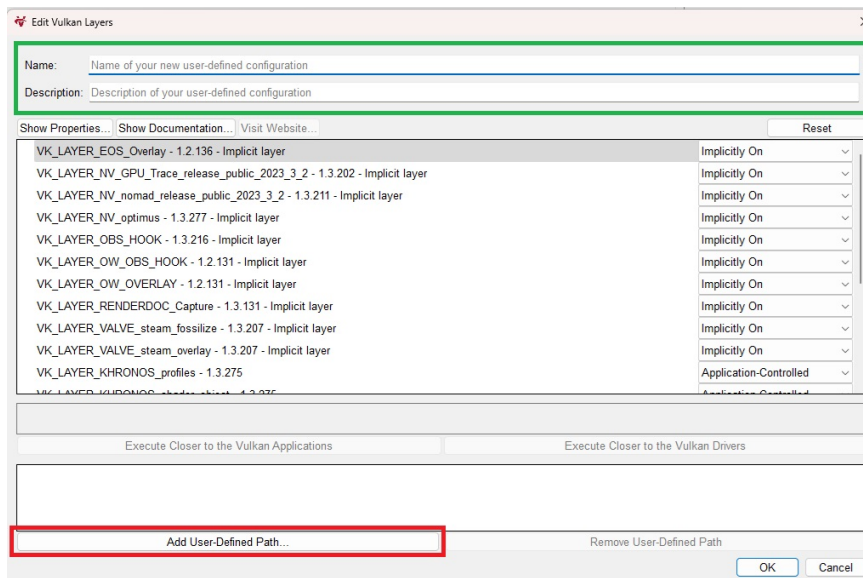 Edit Vulkan Layers
Name: Name of your new user-defined configuration
Description: Description of your user-defined configuration
Show Properties... Show Documentation... Visit Website... Reset
VK_LAYER_EOS_Overlay - 1.2.136 - Implicit layer Implicitly On
VK_LAYER_NV_GPU_Trace_release_public_2023_3_2 - 1.3.202 - Implicit layer Implicitly On
VK_LAYER_NV_nomad_release_public_2023_3_2 - 1.3.211 - Implicit layer Implicitly On
VK_LAYER_NV_optimus - 1.3.277 - Implicit layer Implicitly On
VK_LAYER_OBS_HOOK - 1.3.216 - Implicit layer Implicitly On
VK_LAYER_OW_OBS_HOOK - 1.2.131 - Implicit layer Implicitly On
VK_LAYER_OW_OVERLAY - 1.2.131 - Implicit layer Implicitly On
VK_LAYER_RENDERDOC_Capture - 1.3.131 - Implicit layer Implicitly On
VK_LAYER_VALVE_steam_fossilize - 1.3.207 - Implicit layer Implicitly On
VK_LAYER_VALVE_steam_overlay - 1.3.207 - Implicit layer Implicitly On
VK_LAYER_KHRONOS_profiles - 1.3.275 Application-Controlled
Execute Closer to the Vulkan Applications Execute Closer to the Vulkan Drivers
Add User-Defined Path... Remove User-Defined Path
OK Cancel